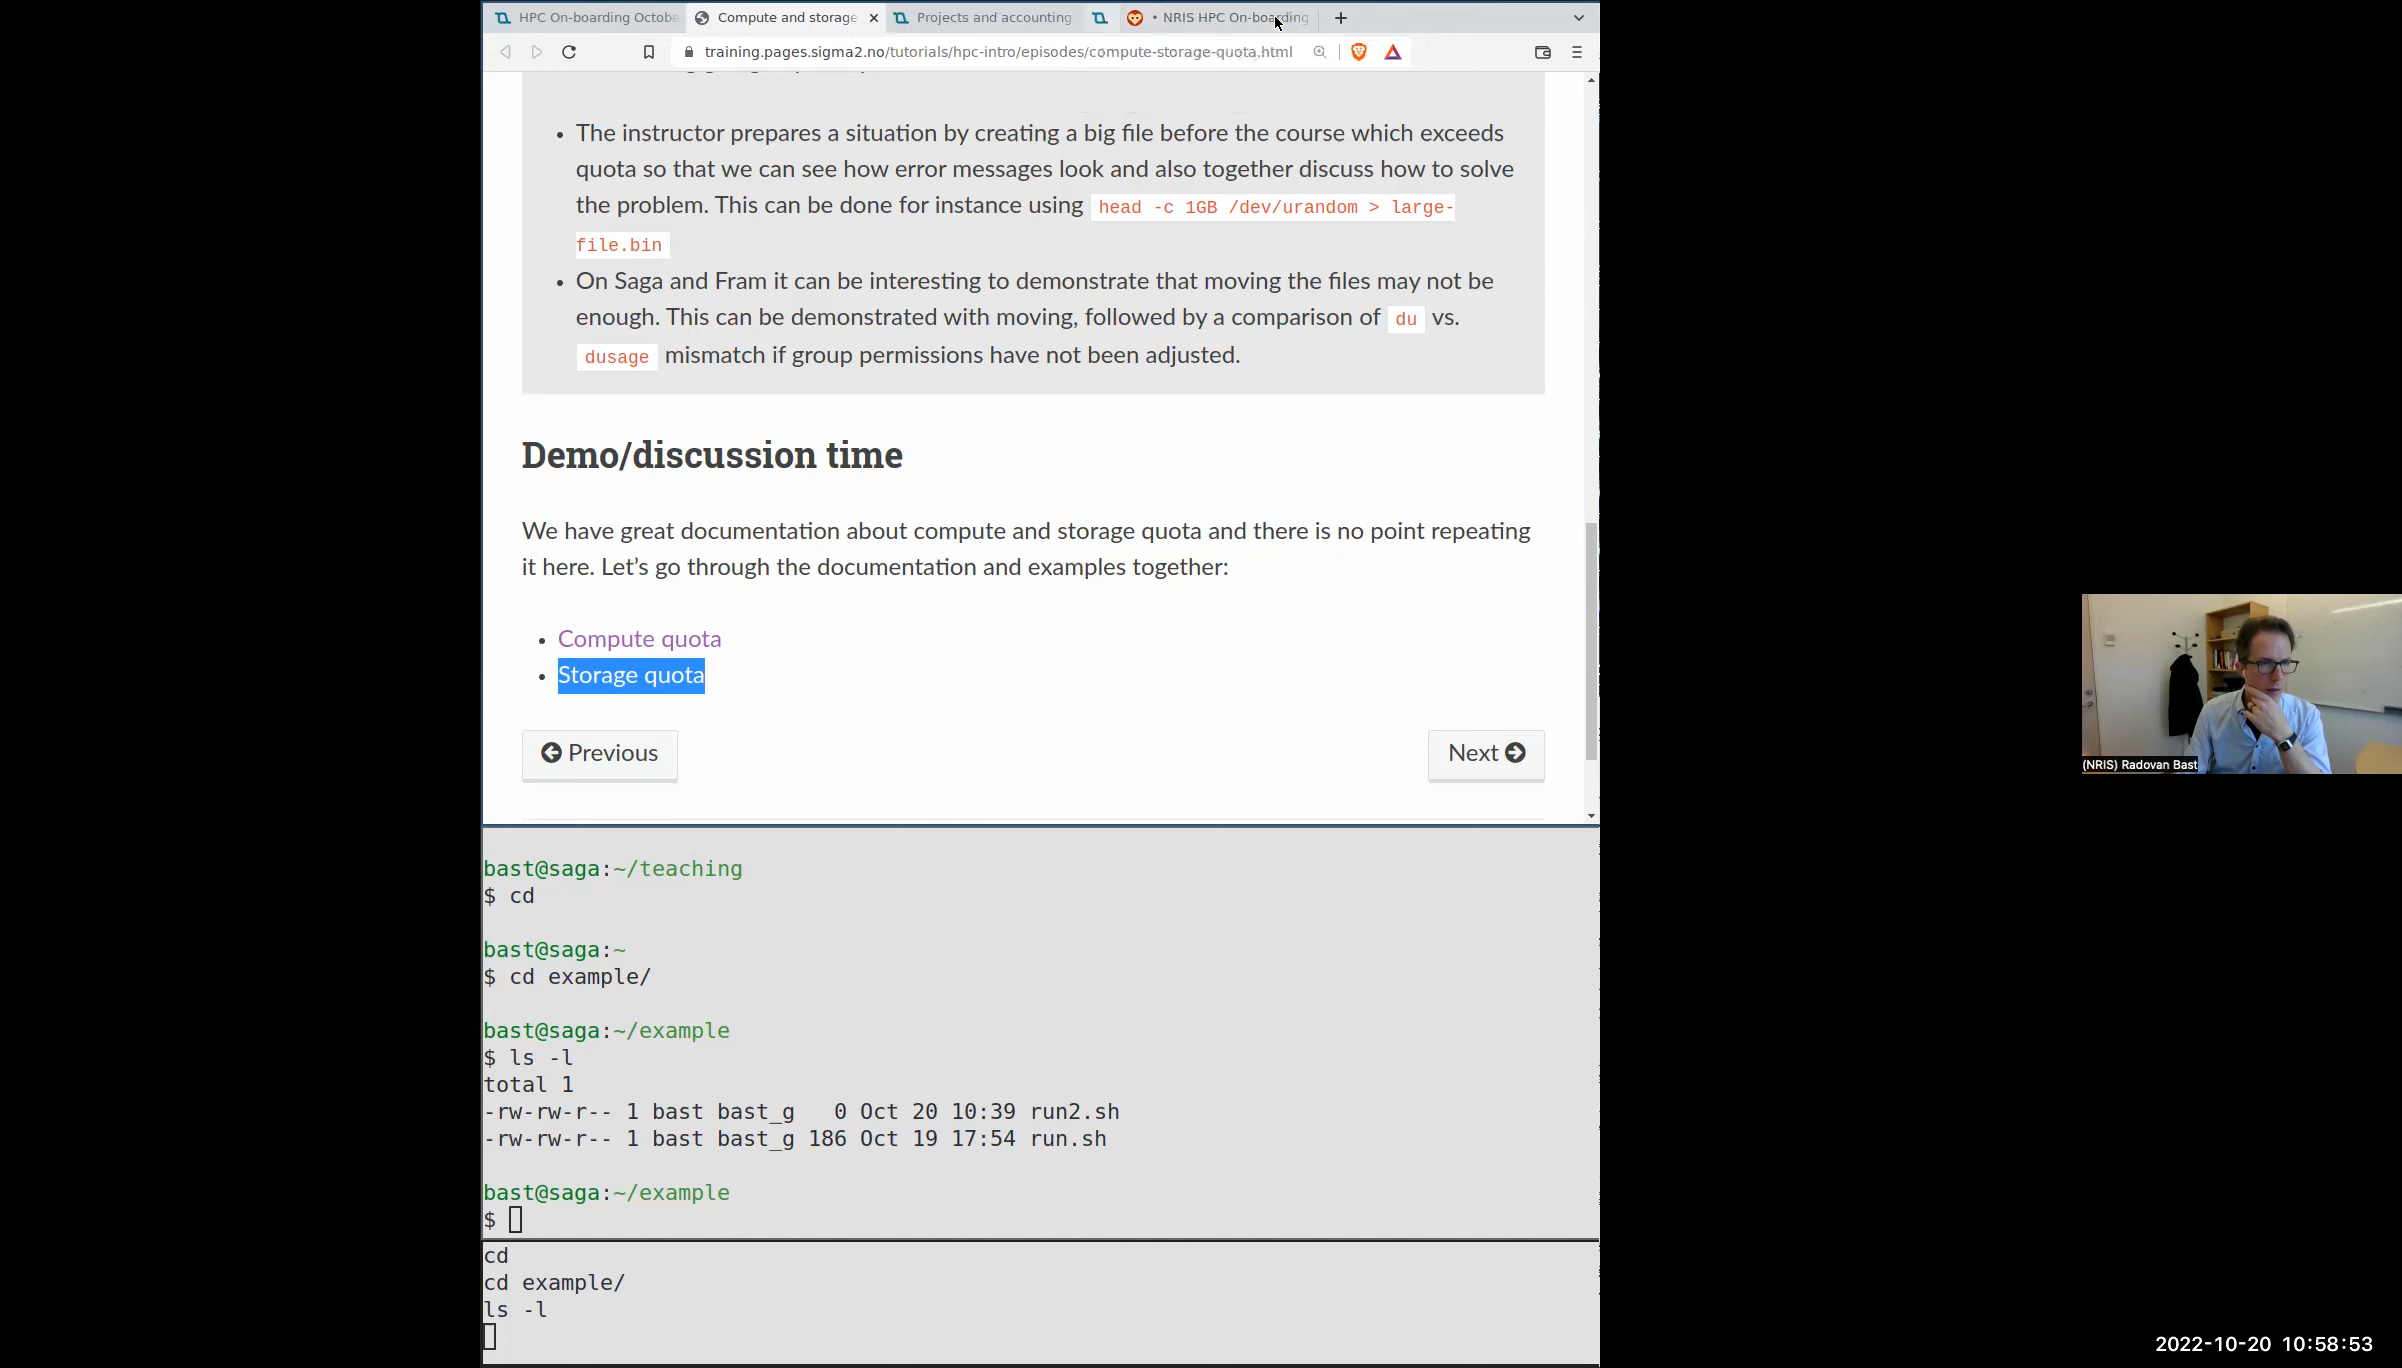 HPC On-boarding Octobe
Compute and storage
Projects and accounting
• NRIS HPC On-boarding
training.pages.sigma2.no/tutorials/hpc-intro/episodes/compute-storage-quota.html
• The instructor prepares a situation by creating a big file before the course which exceeds
quota so that we can see how error messages look and also together discuss how to solve
the problem. This can be done for instance using head -c 1GB /dev/urandom > large-
file.bin
• On Saga and Fram it can be interesting to demonstrate that moving the files may not be
enough. This can be demonstrated with moving, followed by a comparison of du vs.
dusage mismatch if group permissions have not been adjusted.
Demo/discussion time
We have great documentation about compute and storage quota and there is no point repeating
it here. Let’s go through the documentation and examples together:
• Compute quota
• Storage quota
Previous
Next
bast@saga:~/teaching
$ cd
bast@saga:~
$ cd example/
bast@saga:~/example
$ ls -l
total 1
-rw-rw-r-- 1 bast bast_g   0 Oct 20 10:39 run2.sh
-rw-rw-r-- 1 bast bast_g 186 Oct 19 17:54 run.sh
bast@saga:~/example
$
cd
cd example/
ls -l
(NRIS) Radovan Bast
2022-10-20 10:58:53